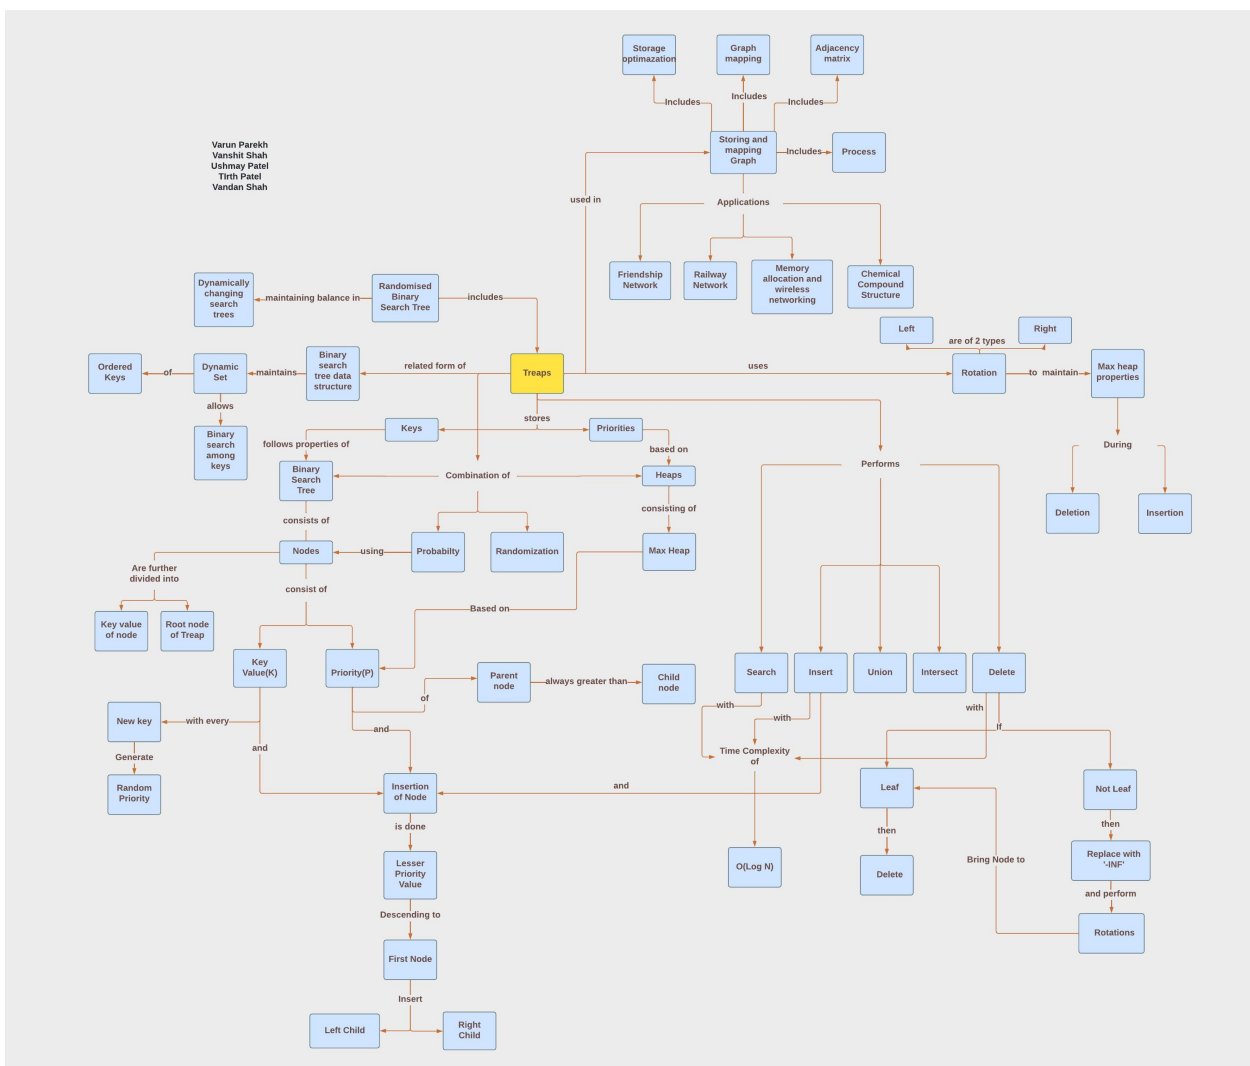 Storage
optimazation
Graph
mapping
Adjacency
matrix
Includes
Includes
Includes
Storing and
mapping
Graph
Includes
Process
Varun Parekh
Vanshit Shah
Ushmay Patel
TIrth Patel
Vandan Shah
used in
Applications
Friendship
Network
Railway
Network
Memory
allocation and
wireless
networking
Chemical
Compound
Structure
Dynamically
changing
search
trees
maintaining balance in
Randomised
Binary
Search Tree
includes
Left
Right
are of 2 types
Ordered
Keys
of
Dynamic
Set
maintains
Binary
search
tree data
structure
related form of
Treaps
uses
Rotation
to maintain
Max heap
properties
allows
Binary
search
among
keys
stores
Keys
Priorities
follows properties of
based on
During
Binary
Search
Tree
Combination of
Heaps
Performs
Deletion
Insertion
consists of
consisting of
Nodes
using
Probabilty
Randomization
Max Heap
Are further
divided into
consist of
Based on
Key value
of node
Root node
of Treap
Key
Value(K)
Priority(P)
Parent
node
always greater than
Child
node
Search
Insert
Union
Intersect
Delete
of
with
with
with
New key
with every
and
and
If
Generate
Time Complexity
of
Random
Priority
Insertion
of Node
and
Leaf
Not Leaf
is done
then
then
Lesser
Priority
Value
O(Log N)
Delete
Bring Node to
Replace with
'-INF'
and perform
Descending to
Rotations
First Node
Insert
Left Child
Right
Child